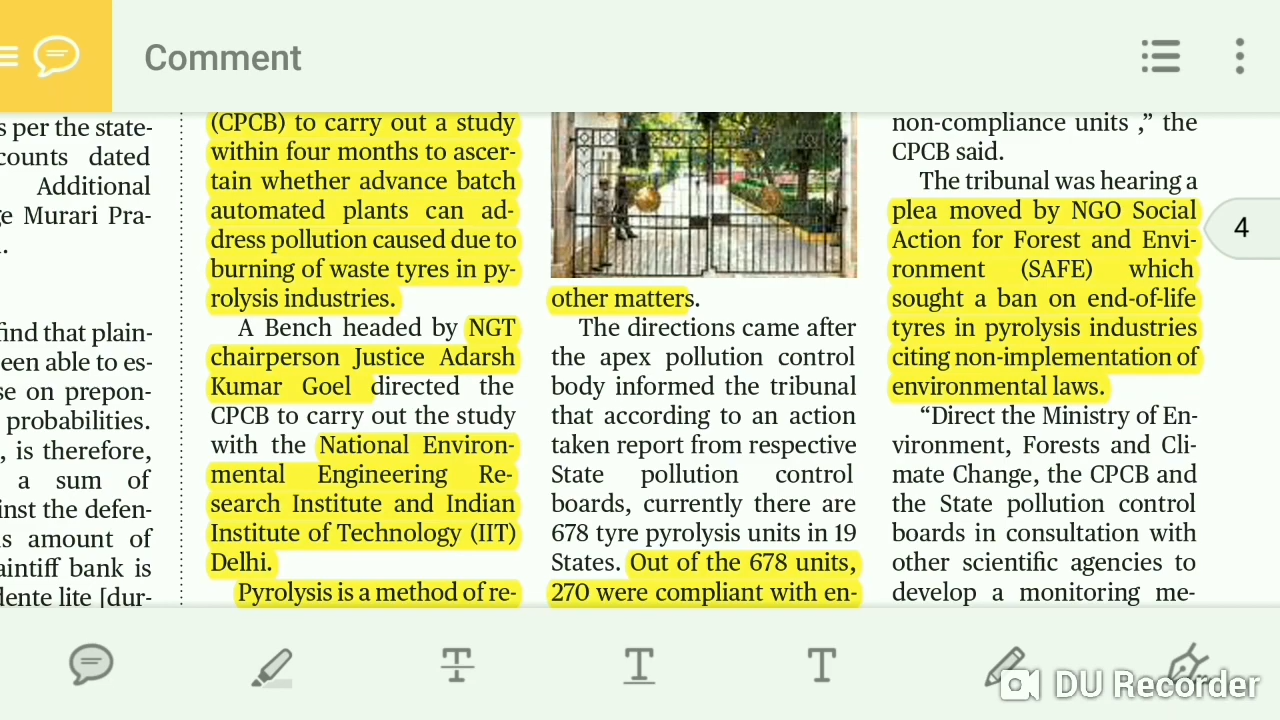 Comment
s per the state-
counts dated
Additional
ge Murari Pra-
find that plain-
een able to es-
se on prepon-
probabilities.
, is therefore,
a sum of
inst the defen-
is amount of
aintiff bank is
dente lite [dur-
(CPCB) to carry out a study
within four months to ascer-
tain whether advance batch
automated plants can ad-
dress pollution caused due to
burning of waste tyres in py-
rolysis industries.
A Bench headed by NGT
chairperson Justice Adarsh
Kumar Goel directed the
CPCB to carry out the study
with the National Environ-
mental Engineering Re-
search Institute and Indian
Institute of Technology (IIT)
Delhi.
Pyrolysis is a method of re-
other matters.
The directions came after
the apex pollution control
body informed the tribunal
that according to an action
taken report from respective
State pollution control
boards, currently there are
678 tyre pyrolysis units in 19
States. Out of the 678 units,
270 were compliant with en-
non-compliance units ,” the
CPCB said.
The tribunal was hearing a
plea moved by NGO Social
Action for Forest and Envi-
ronment (SAFE) which
sought a ban on end-of-life
tyres in pyrolysis industries
citing non-implementation of
environmental laws.
“Direct the Ministry of En-
vironment, Forests and Cli-
mate Change, the CPCB and
the State pollution control
boards in consultation with
other scientific agencies to
develop a monitoring me-
4
T
T
T
DU Recorder